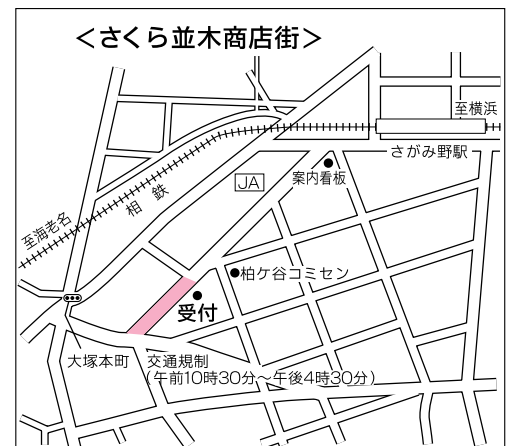 ＜さくら並木商店街＞
至横浜
さがみ野駅
案内看板
JA
相鉄
至海老名
柏ケ谷コミセン
受付
大塚本町
交通規制
（午前10時30分～午後4時30分）